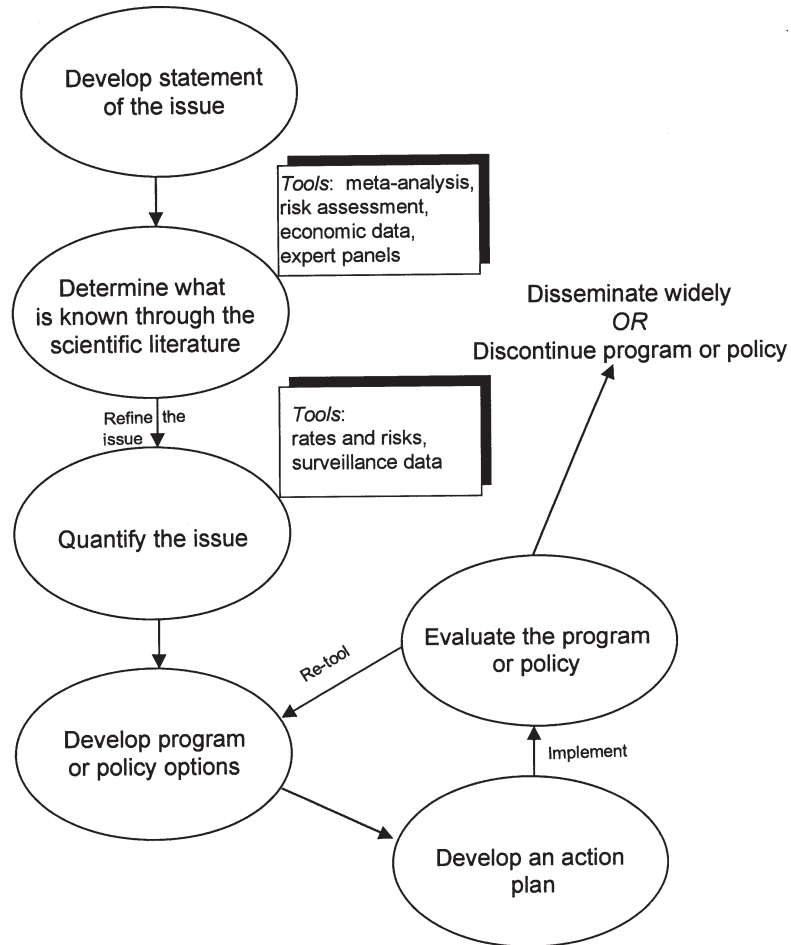 Develop statement
of the issue
Tools: meta-analysis,
risk assessment,
economic data,
expert panels
Determine what
is known through the
scientific literature
Disseminate widely
OR
Discontinue program or policy
Refine the
issue
Tools:
rates and risks,
surveillance data
Quantify the issue
Evaluate the program
or policy
Re-tool
Develop program
or policy options
Implement
Develop an action
plan